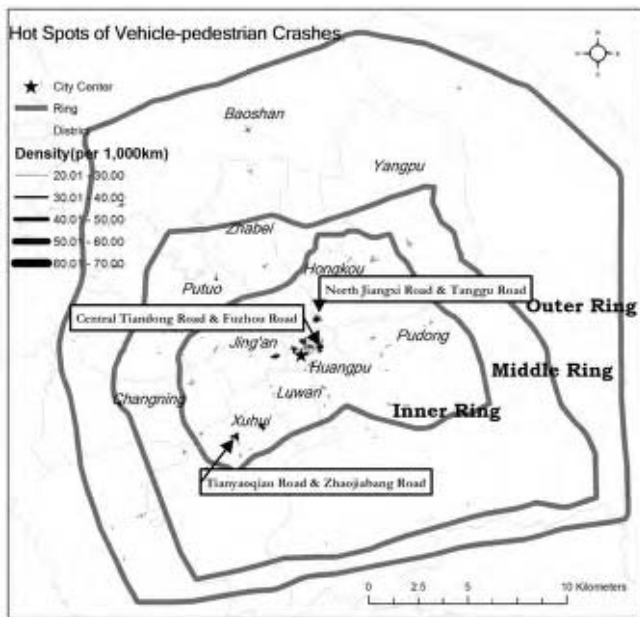 Hot Spots of Vehicle-pedestrian Crashes
N
City Center
Ring
District
Density(per 1,000km)
20.01 - 30.00
30.01 - 40.00
40.01 - 50.00
50.01 - 60.00
60.01 - 70.00
Baoshan
Yangpu
Zhabei
Hongkou
Putuo
North Jiangxi Road & Tanggu Road
Outer Ring
Central Tiandong Road & Fuzhou Road
Jing'an
Pudong
Huangpu
Middle Ring
Luwan
Changning
Inner Ring
Xuhui
Tianyaoqiao Road & Zhaojiabang Road
0 2.5 5 10 Kilometers